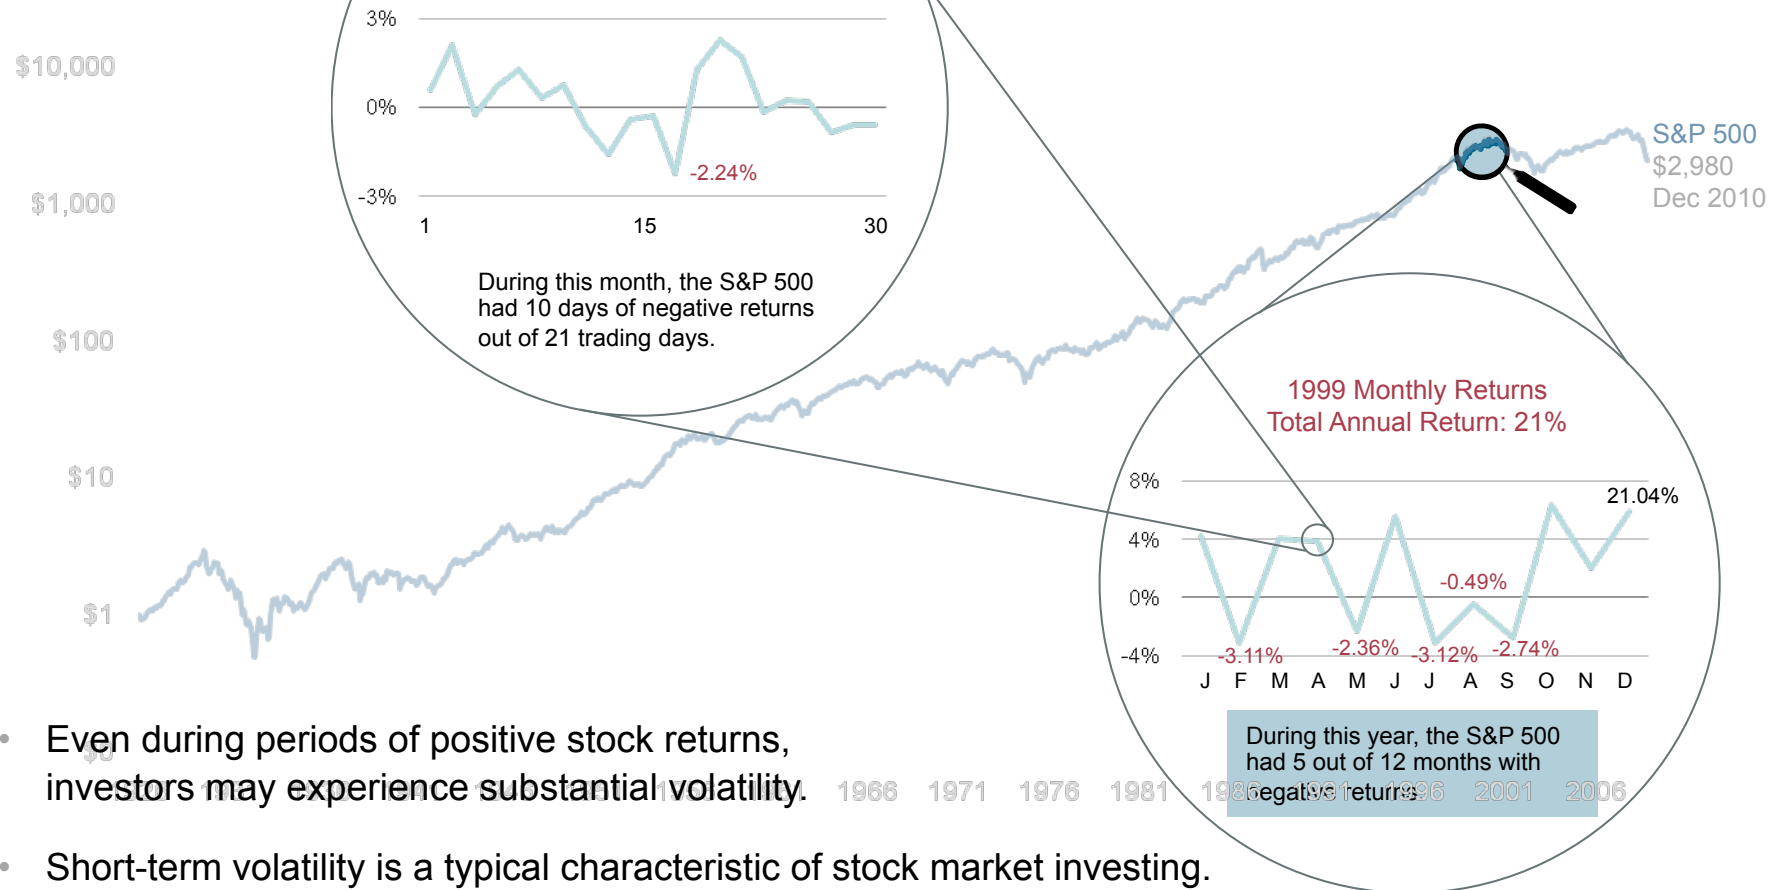 3%
0%
-3%
-2.24%
1 15 30
During this month, the S&P 500
had 10 days of negative returns
out of 21 trading days.
$10,000
$1,000
$100
$10
$1
$0
S&P 500
$2,980
Dec 2010
1999 Monthly Returns
Total Annual Return: 21%
8%
4%
0%
-4%
21.04%
-0.49%
-3.11% -2.36% -3.12% -2.74%
J F M A M J J A S O N D
During this year, the S&P 500
had 5 out of 12 months with
negative returns.
• Even during periods of positive stock returns,
investors may experience substantial volatility.
1966 1971 1976 1981 1986 1991 1996 2001 2006
• Short-term volatility is a typical characteristic of stock market investing.